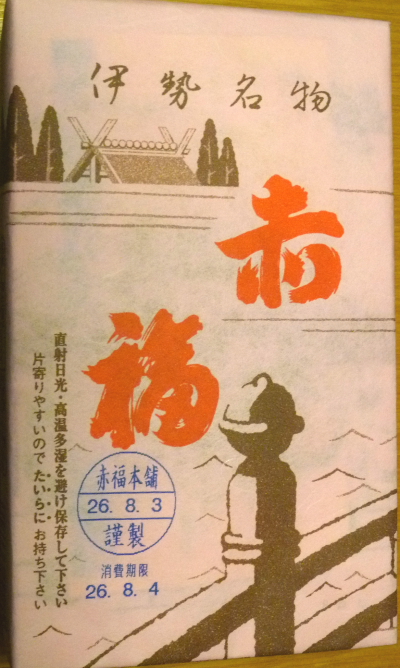 伊勢名物
赤福
直射日光・高温多湿を避け保存して下さい
片寄りやすいので たいらに お持ち下さい
赤福本舗
26.8.3
謹製
消費期限
26.8.4